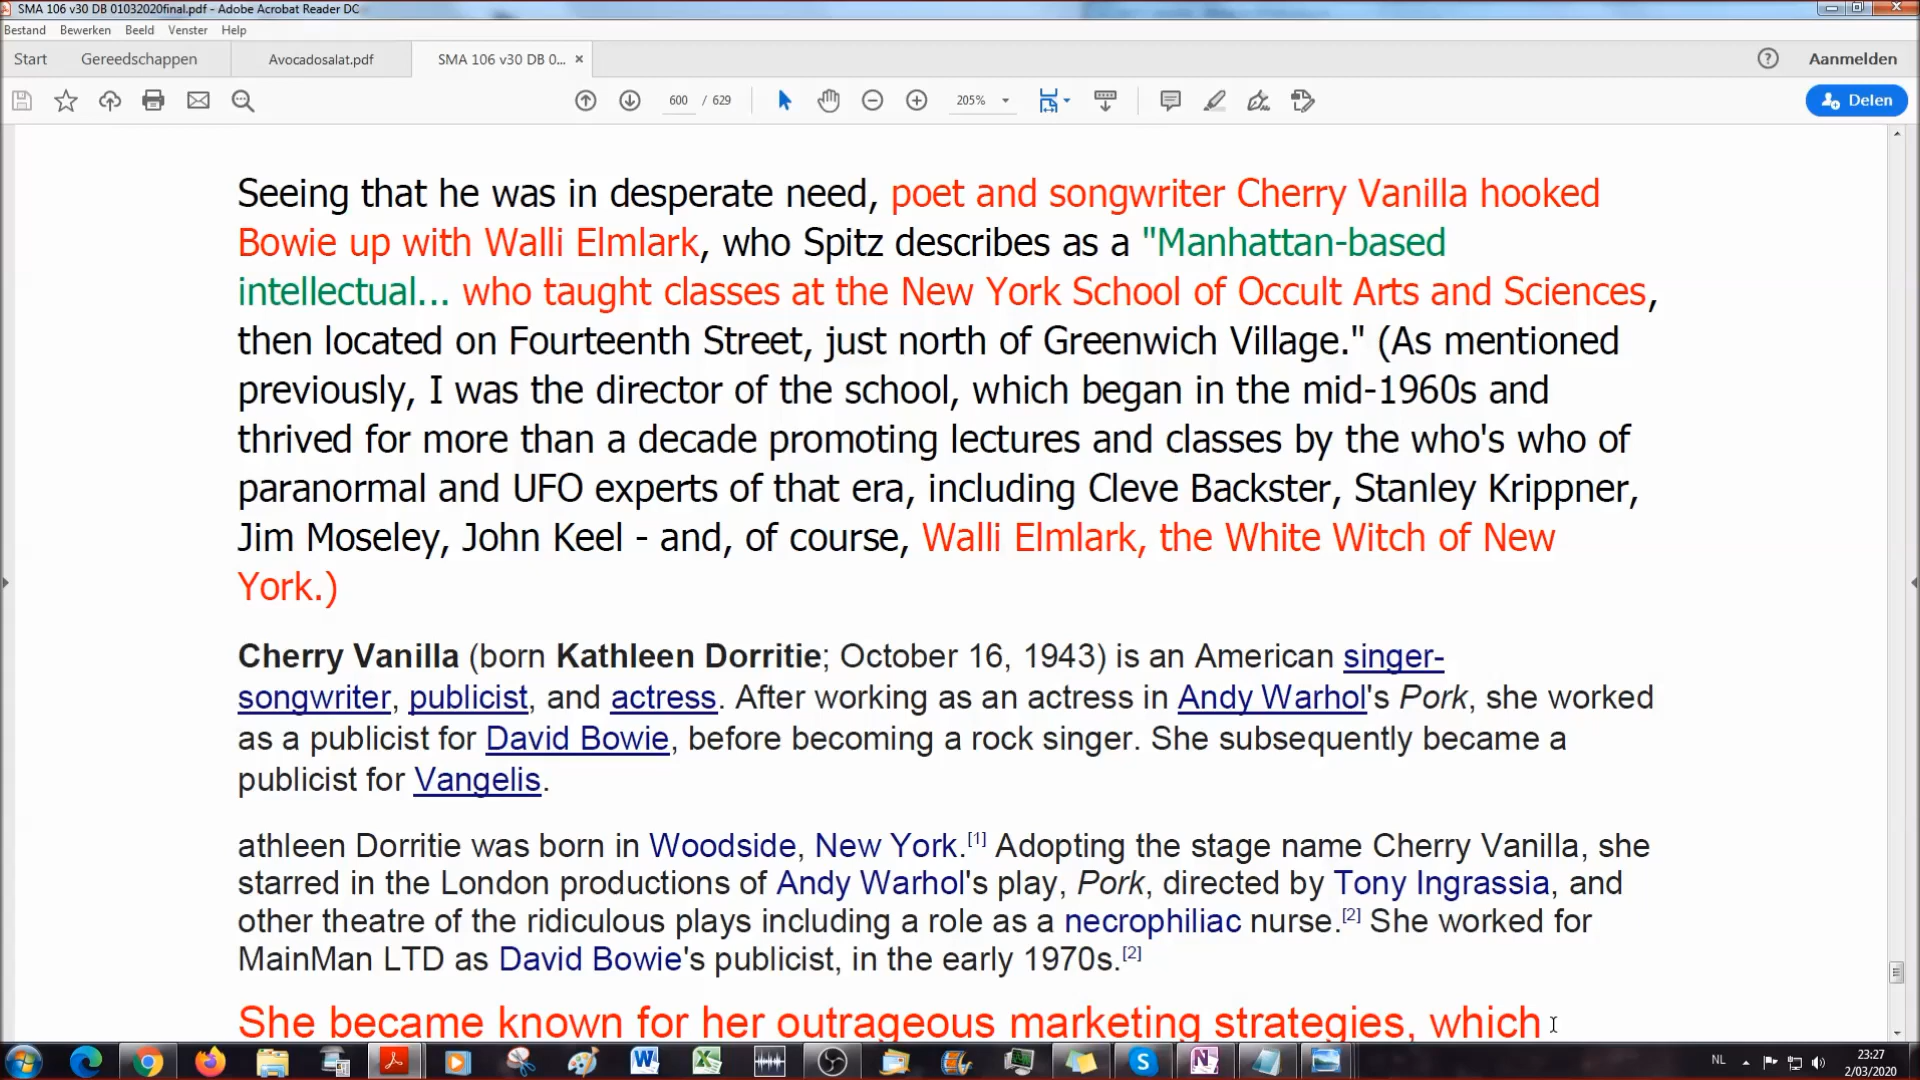 SMA 106 v30 DB 01032020final.pdf - Adobe Acrobat Reader DC
Bestand Bewerken Beeld Venster Help
Start Gereedschappen Avocadosalat.pdf SMA 106 v30 DB 0... × Aanmelden
600 / 629 205% Delen
Seeing that he was in desperate need, poet and songwriter Cherry Vanilla hooked
Bowie up with Walli Elmlark, who Spitz describes as a "Manhattan-based
intellectual... who taught classes at the New York School of Occult Arts and Sciences,
then located on Fourteenth Street, just north of Greenwich Village." (As mentioned
previously, I was the director of the school, which began in the mid-1960s and
thrived for more than a decade promoting lectures and classes by the who's who of
paranormal and UFO experts of that era, including Cleve Backster, Stanley Krippner,
Jim Moseley, John Keel - and, of course, Walli Elmlark, the White Witch of New
York.)
Cherry Vanilla (born Kathleen Dorritie; October 16, 1943) is an American singer-
songwriter, publicist, and actress. After working as an actress in Andy Warhol's Pork, she worked
as a publicist for David Bowie, before becoming a rock singer. She subsequently became a
publicist for Vangelis.
athleen Dorritie was born in Woodside, New York.[1] Adopting the stage name Cherry Vanilla, she
starred in the London productions of Andy Warhol's play, Pork, directed by Tony Ingrassia, and
other theatre of the ridiculous plays including a role as a necrophiliac nurse.[2] She worked for
MainMan LTD as David Bowie's publicist, in the early 1970s.[2]
She became known for her outrageous marketing strategies, which
NL 23:27
2/03/2020